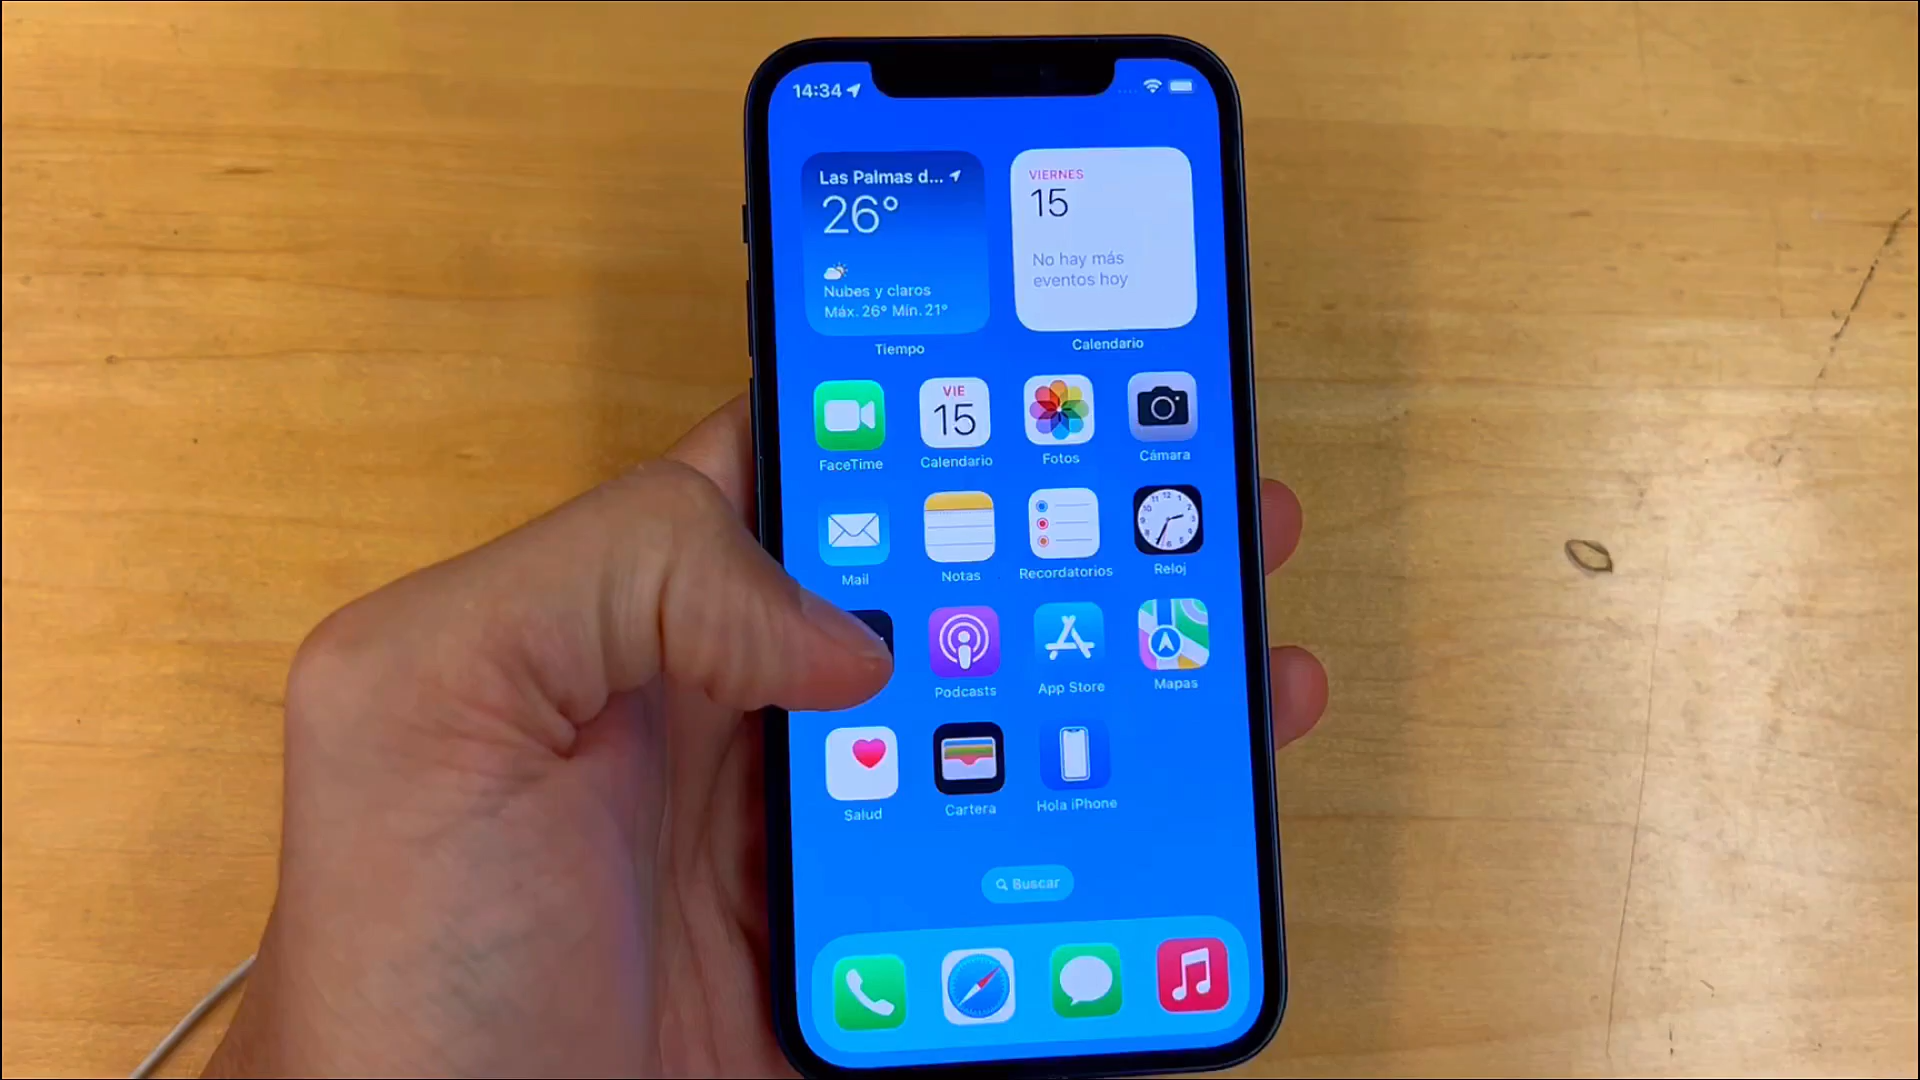 14:34
Las Palmas d...
26°
Nubes y claros
Máx. 26° Mín. 21°
Tiempo
VIERNES
15
No hay más
eventos hoy
Calendario
VIE
15
FaceTime
Calendario
Fotos
Cámara
Mail
Notas
Recordatorios
Reloj
Podcasts
App Store
Mapas
Salud
Cartera
Hola iPhone
Buscar